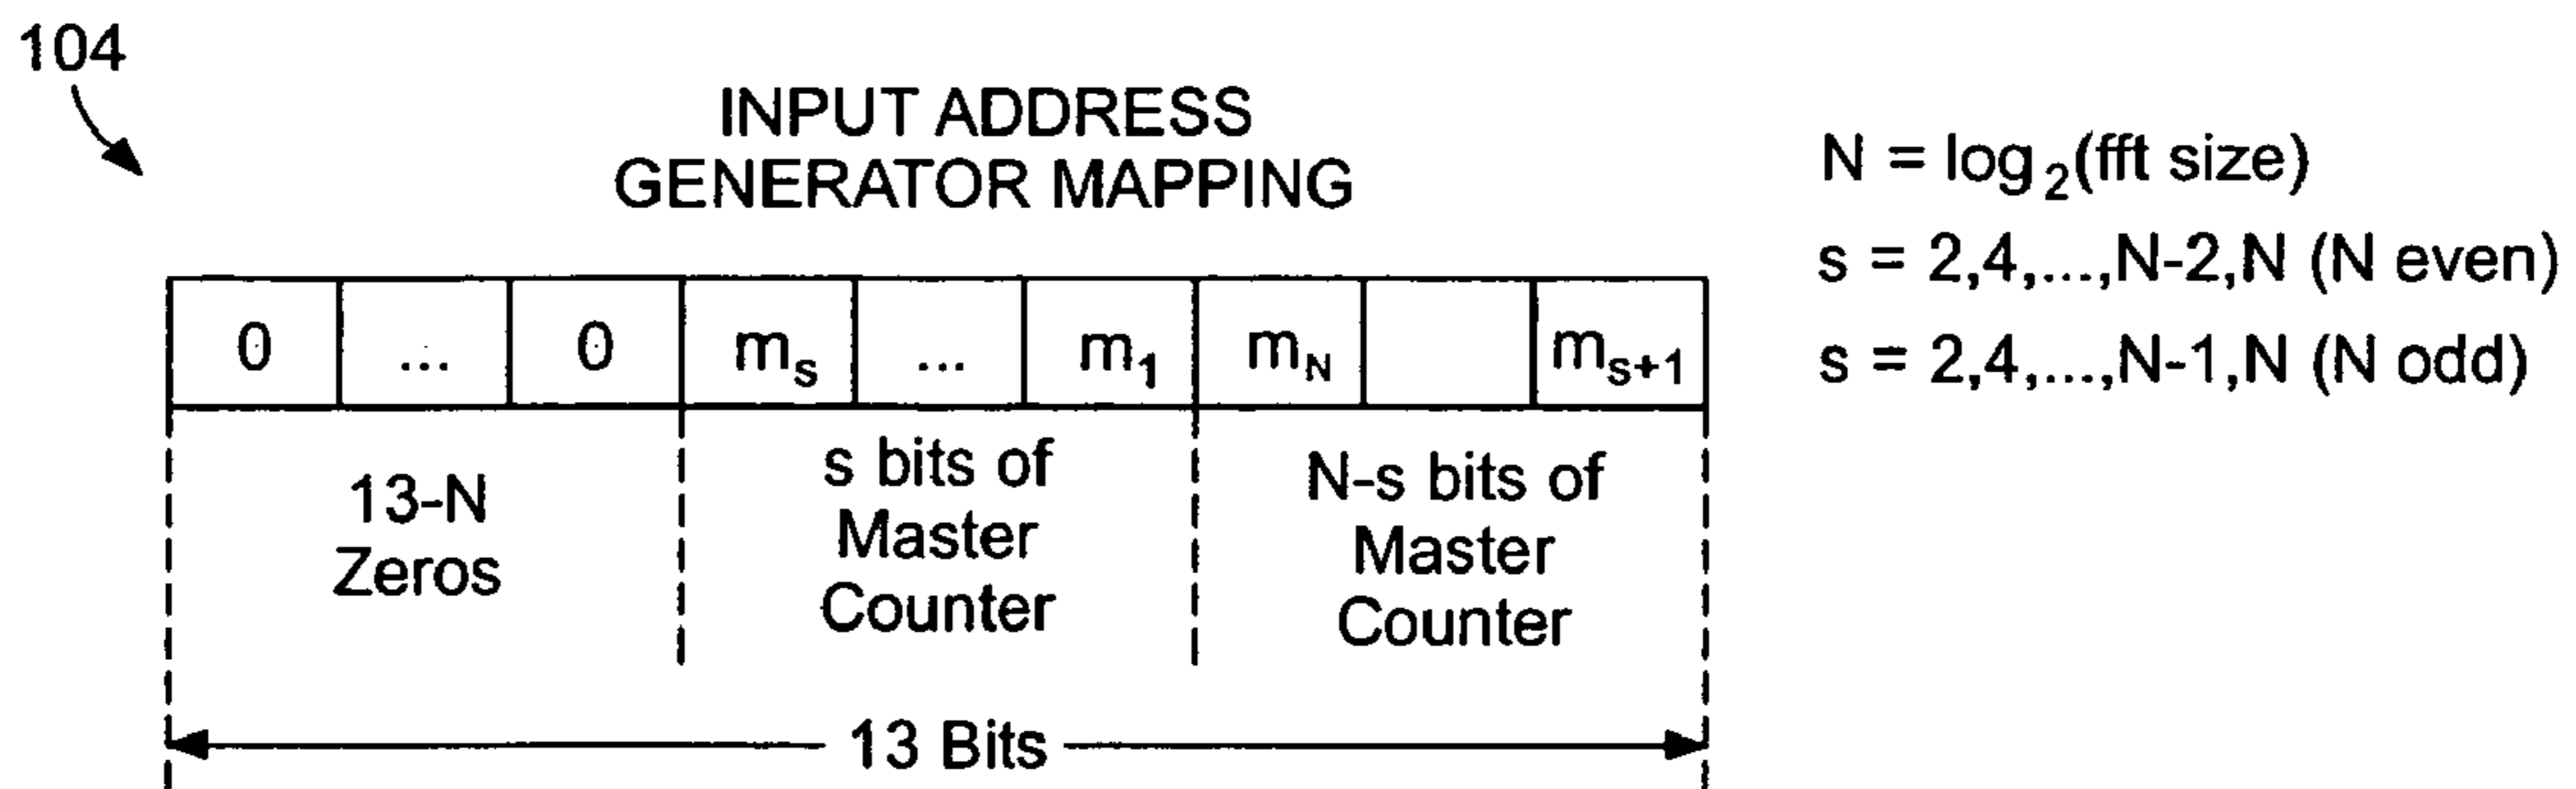 104
INPUT ADDRESS
GENERATOR MAPPING
N = log₂(fft size)
s = 2,4,...,N-2,N (N even)
s = 2,4,...,N-1,N (N odd)
0 ... 0 mₛ ... m₁ m_N mₛ₊₁
13-N
Zeros
s bits of
Master
Counter
N-s bits of
Master
Counter
13 Bits